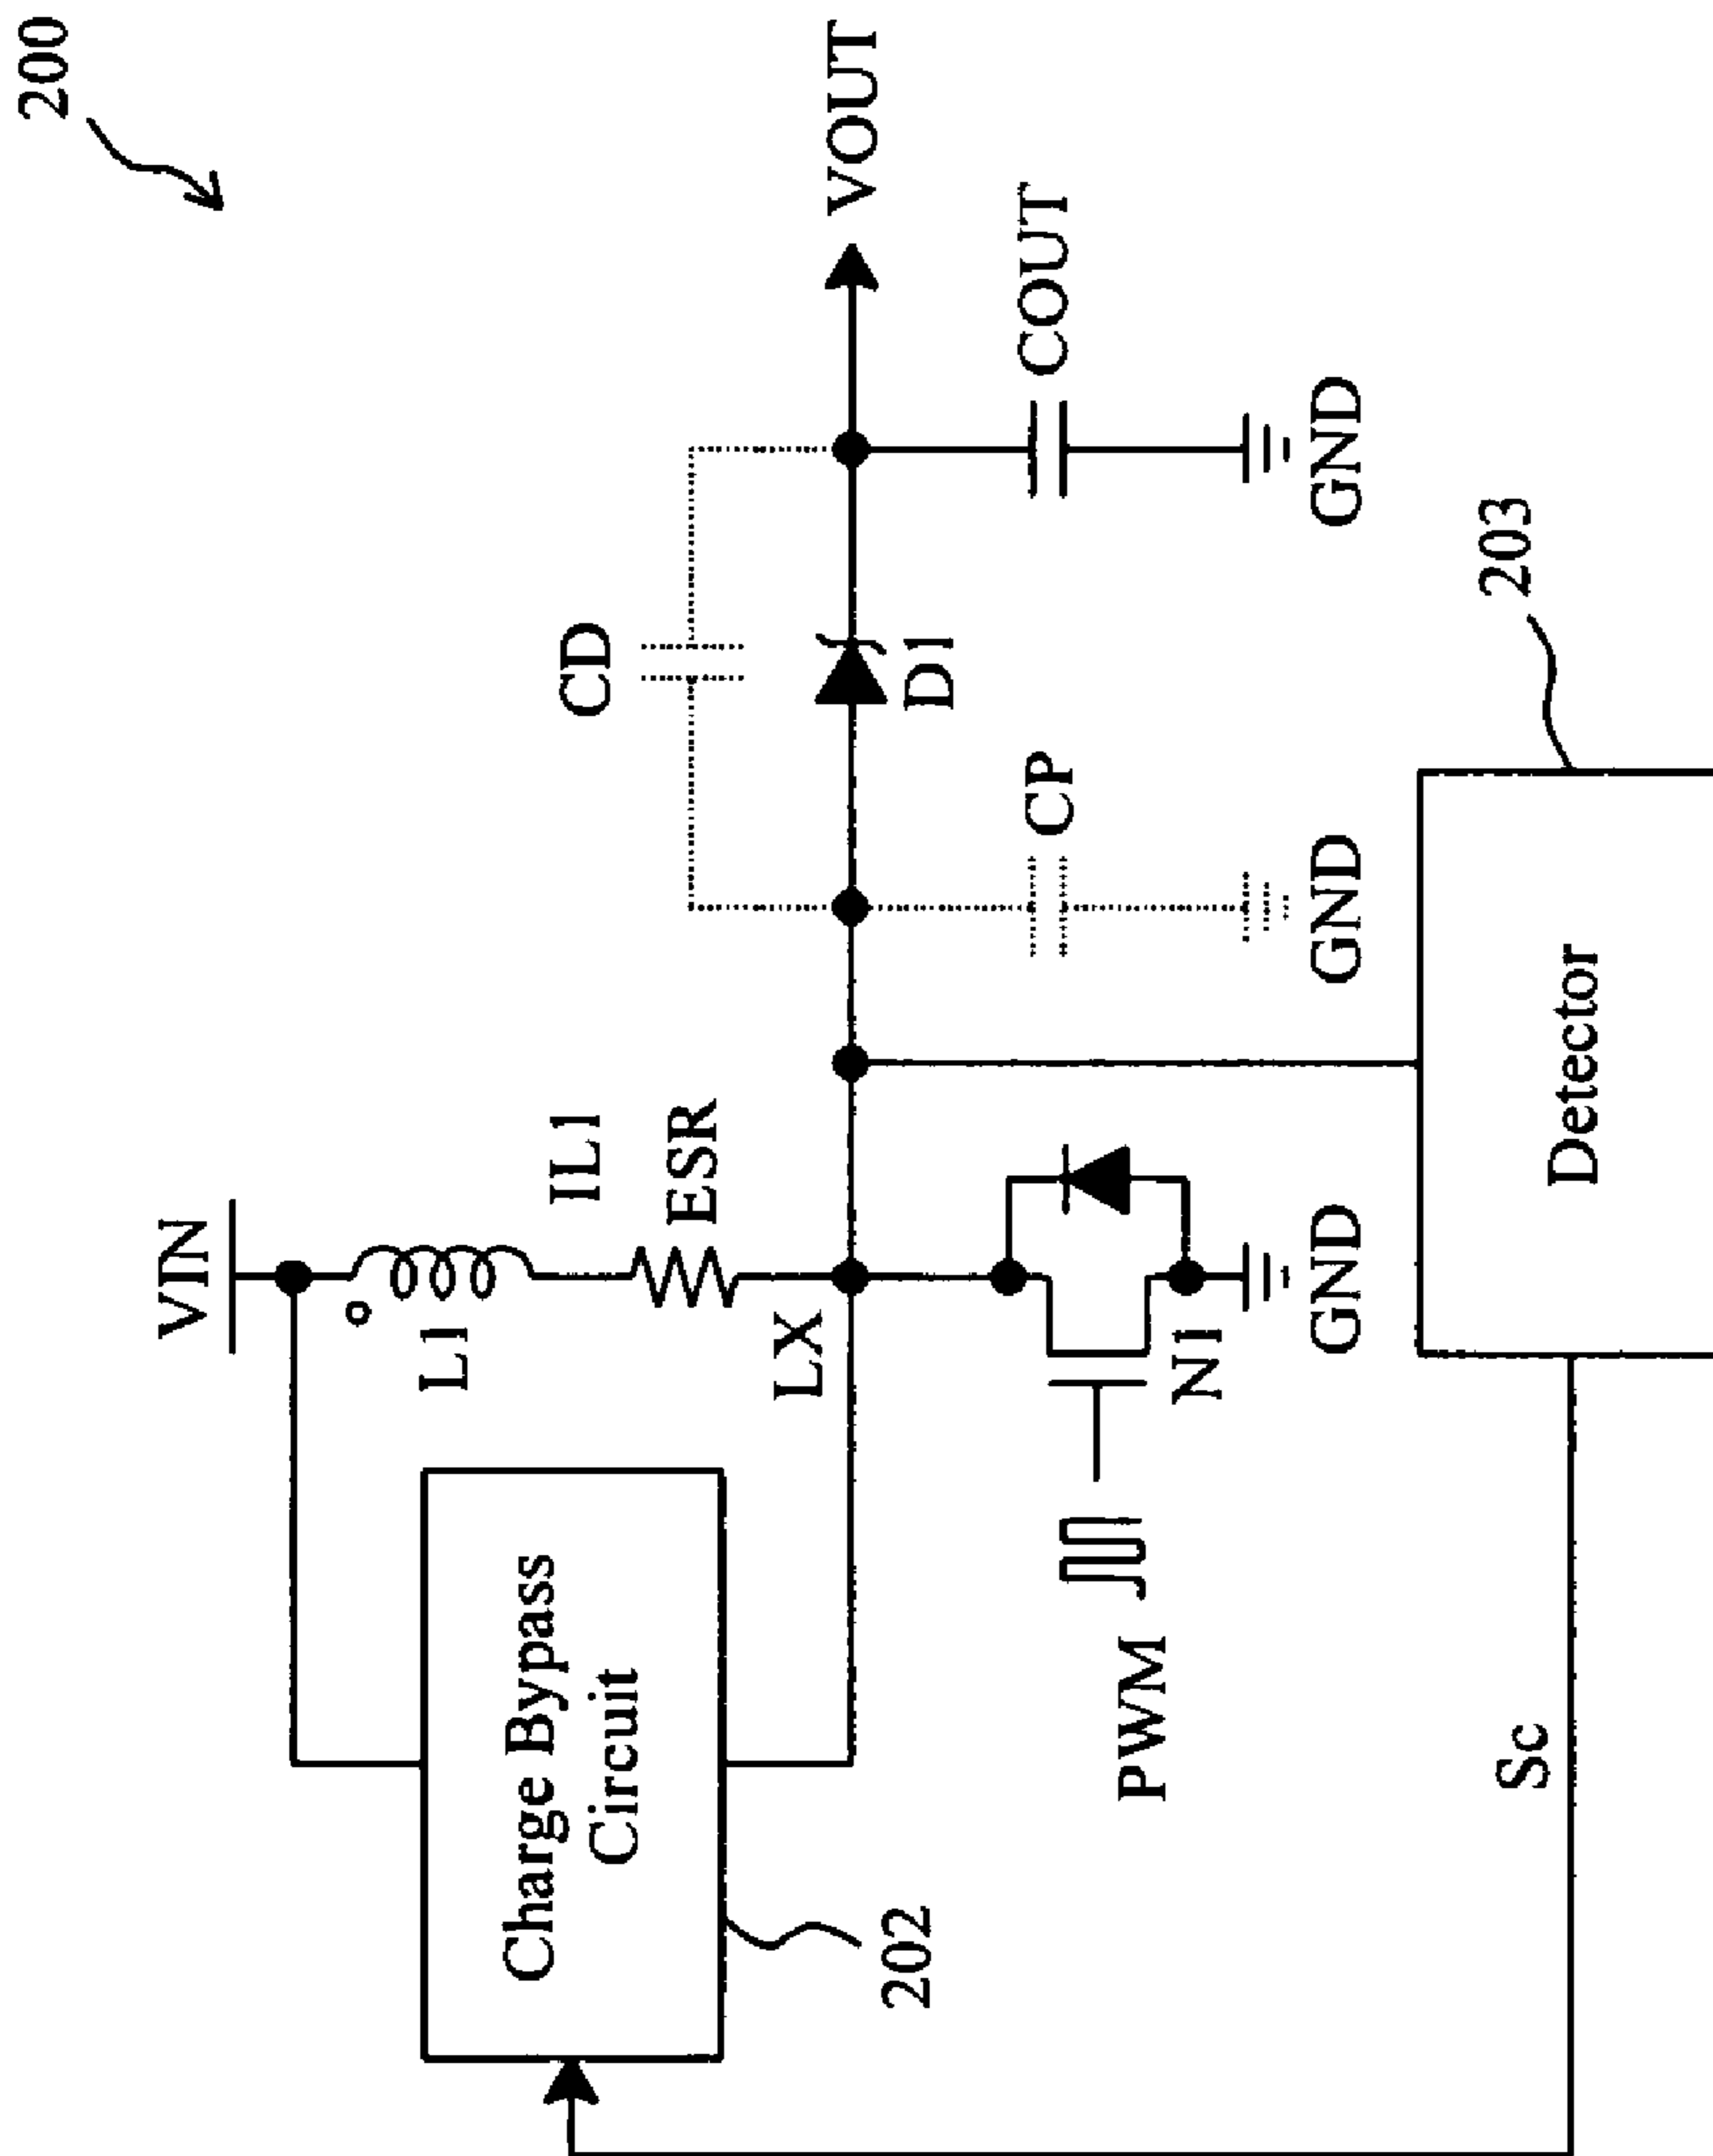 200
VIN
L1
IL1
ESR
LX
Charge Bypass
Circuit
202
CD
D1
VOUT
CP
COUT
PWM
N1
GND
GND
GND
Sc
Detector
203